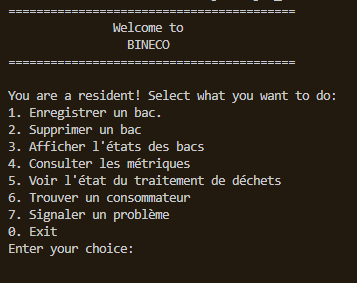 =========================================
Welcome to
BINECO
=========================================
You are a resident! Select what you want to do:
1. Enregistrer un bac.
2. Supprimer un bac
3. Afficher l'états des bacs
4. Consulter les métriques
5. Voir l'état du traitement de déchets
6. Trouver un consommateur
7. Signaler un problème
0. Exit
Enter your choice: